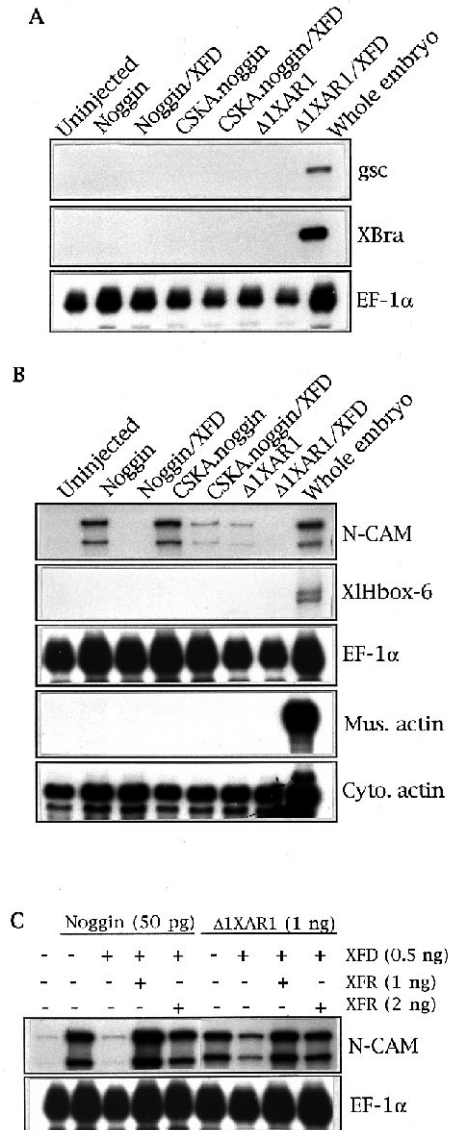 A
Uninjected Noggin Noggin/XFD CSKA.noggin CSKA.noggin/XFD Δ1XAR1 Δ1XAR1/XFD Whole embryo
gsc
XBra
EF-1α
B
Uninjected Noggin Noggin/XFD CSKA.noggin CSKA.noggin/XFD Δ1XAR1 Δ1XAR1/XFD Whole embryo
N-CAM
XlHbox-6
EF-1α
Mus. actin
Cyto. actin
C
Noggin (50 pg) Δ1XAR1 (1 ng)
- - + + + - + + + XFD (0.5 ng)
- - - + - - - + - XFR (1 ng)
- - - - + - - - + XFR (2 ng)
N-CAM
EF-1α